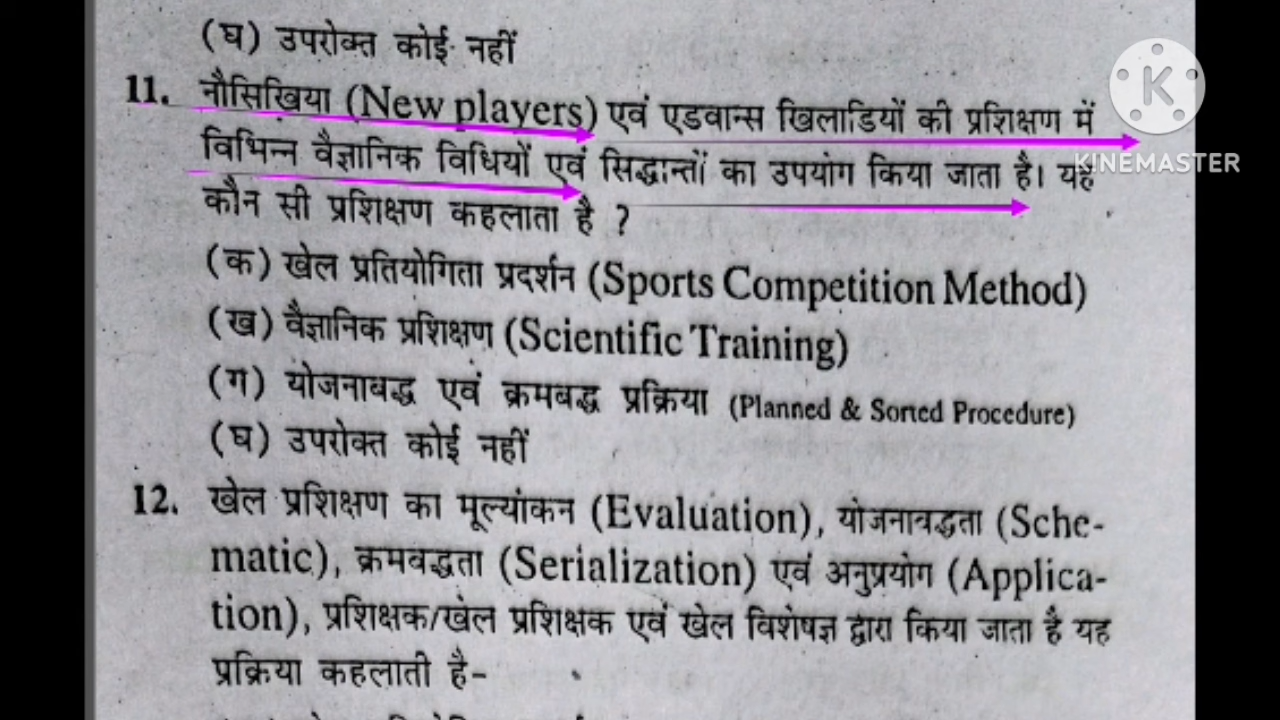 (घ) उपरोक्त कोई नहीं
11. नौसिखिया (New players) एवं एडवान्स खिलाडियों की प्रशिक्षण में
विभिन्न वैज्ञानिक विधियों एवं सिद्धान्तों का उपयोग किया जाता है। यह
कौन सी प्रशिक्षण कहलाता है ?
(क) खेल प्रतियोगिता प्रदर्शन (Sports Competition Method)
(ख) वैज्ञानिक प्रशिक्षण (Scientific Training)
(ग) योजनाबद्ध एवं क्रमबद्ध प्रक्रिया (Planned & Sorted Procedure)
(घ) उपरोक्त कोई नहीं
12. खेल प्रशिक्षण का मूल्यांकन (Evaluation), योजनावद्धता (Sche-
matic), क्रमवद्धता (Serialization) एवं अनुप्रयोग (Applica-
tion), प्रशिक्षक/खेल प्रशिक्षक एवं खेल विशेषज्ञ द्वारा किया जाता है यह
प्रक्रिया कहलाती है-
K
KINEMASTER